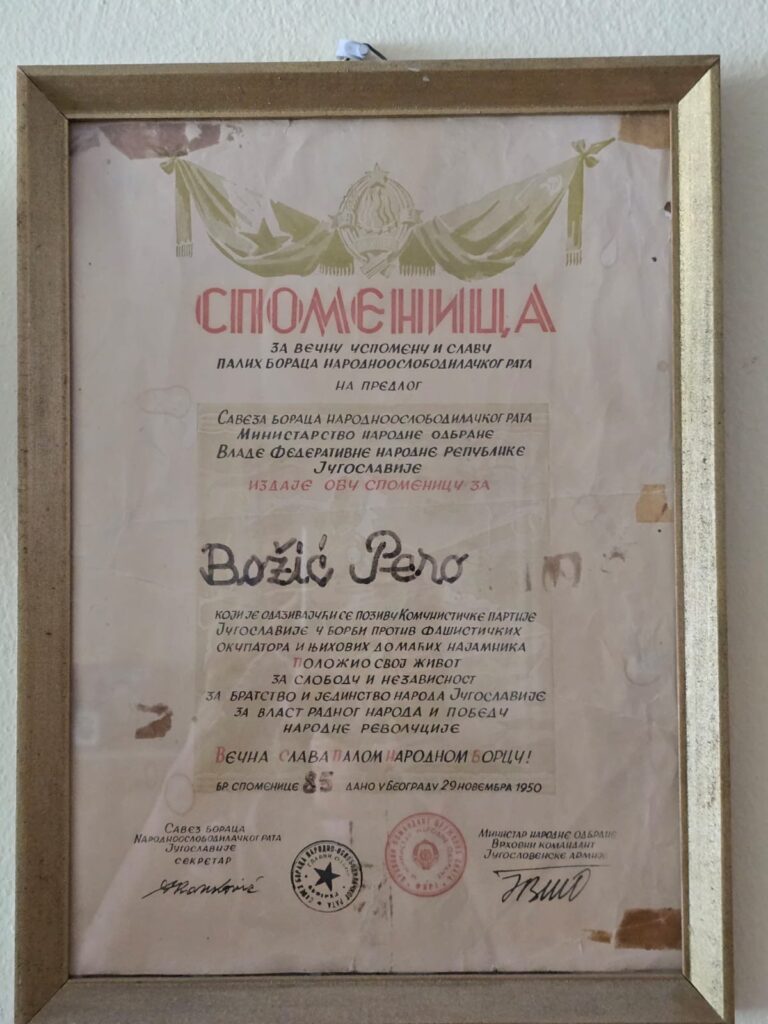 СПОМЕНИЦА
ЗА ВЕЧНУ УСПОМЕНУ И СЛАВУ
ПАЛИХ БОРАЦА НАРОДНООСЛОБОДИЛАЧКОГ РАТА
НА ПРЕДЛОГ
САВЕЗА БОРАЦА НАРОДНООСЛОБОДИЛАЧКОГ РАТА
МИНИСТАРСТВО НАРОДНЕ ОДБРАНЕ
ВЛАДЕ ФЕДЕРАТИВНЕ НАРОДНЕ РЕПУБЛИКЕ
ЈУГОСЛАВИЈЕ
ИЗДАЈЕ ОВУ СПОМЕНИЦУ ЗА
Božić Pero
КОЈИ ЈЕ ОДАЗИВАЈУЋИ СЕ ПОЗИВУ КОМУНИСТИЧКЕ ПАРТИЈЕ
ЈУГОСЛАВИЈЕ У БОРБИ ПРОТИВ ФАШИСТИЧКИХ
ОКУПАТОРА И ЊИХОВИХ ДОМАЋИХ НАЈАМНИКА
ПОЛОЖИО СВОЈ ЖИВОТ
ЗА СЛОБОДУ И НЕЗАВИСНОСТ
ЗА БРАТСТВО И ЈЕДИНСТВО НАРОДА ЈУГОСЛАВИЈЕ
ЗА ВЛАСТ РАДНОГ НАРОДА И ПОБЕДУ
НАРОДНЕ РЕВОЛУЦИЈЕ
ВЕЧНА СЛАВА ПАЛОМ НАРОДНОМ БОРЦУ!
БР. СПОМЕНИЦЕ 85 ДАНО У БЕОГРАДУ 29 НОВЕМБРА 1950
САВЕЗ БОРАЦА
НАРОДНООСЛОБОДИЛАЧКОГ РАТА
ЈУГОСЛАВИЈЕ
СЕКРЕТАР
МИНИСТАР НАРОДНЕ ОДБРАНЕ
ВРХОВНИ КОМАНДАНТ
ЈУГОСЛОВЕНСКЕ АРМИЈЕ